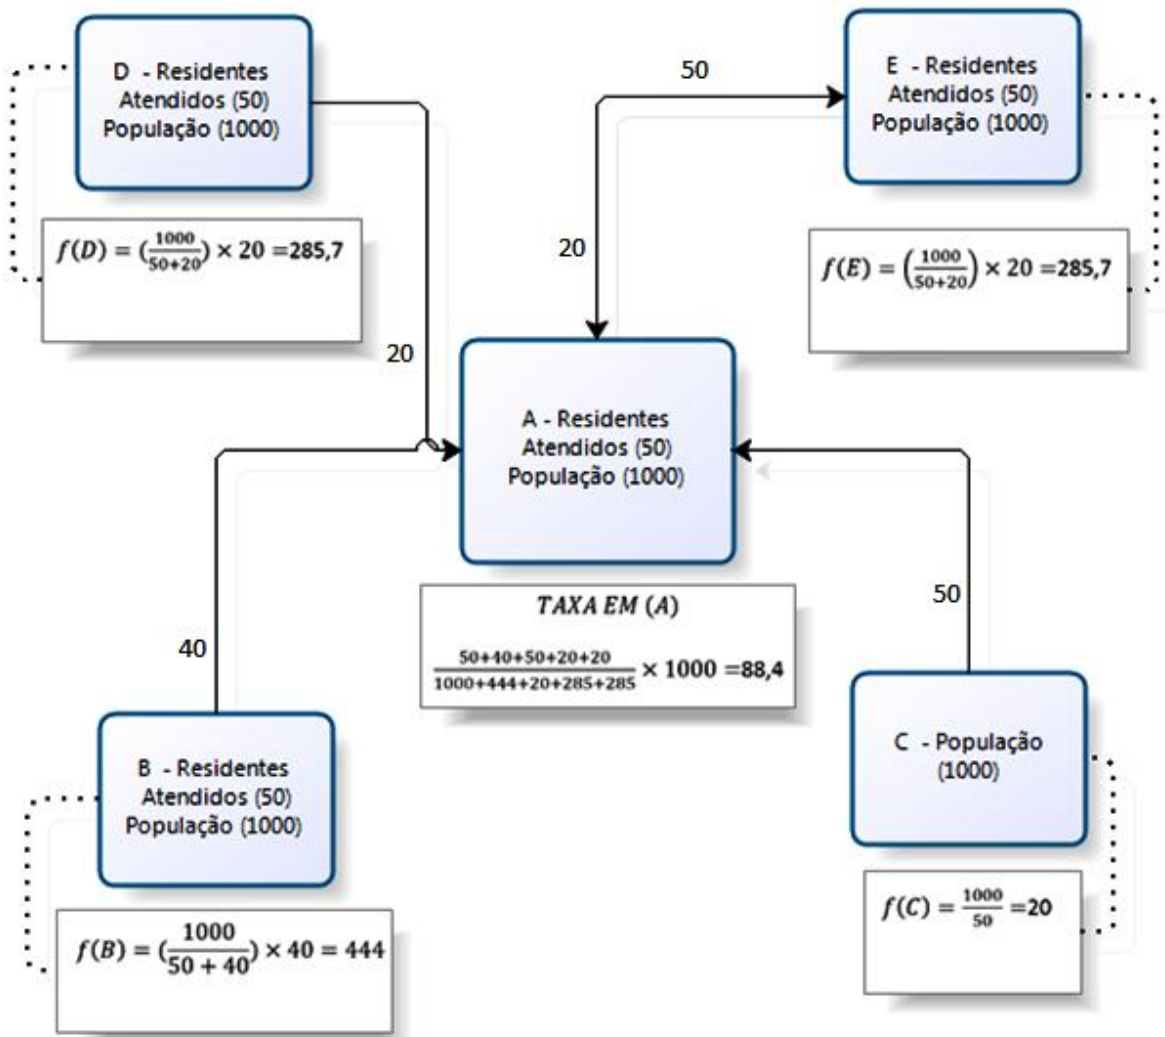 D - Residentes
Atendidos (50)
População (1000)
50
E - Residentes
Atendidos (50)
População (1000)
f(D) = (1000/50+20) × 20 =285,7
20
f(E) = (1000/50+20) × 20 =285,7
20
A - Residentes
Atendidos (50)
População (1000)
TAXA EM (A)
50+40+50+20+20/1000+444+20+285+285 × 1000 =88,4
40
50
B - Residentes
Atendidos (50)
População (1000)
C - População
(1000)
f(B) = (1000/50 + 40) × 40 = 444
f(C) = 1000/50 =20